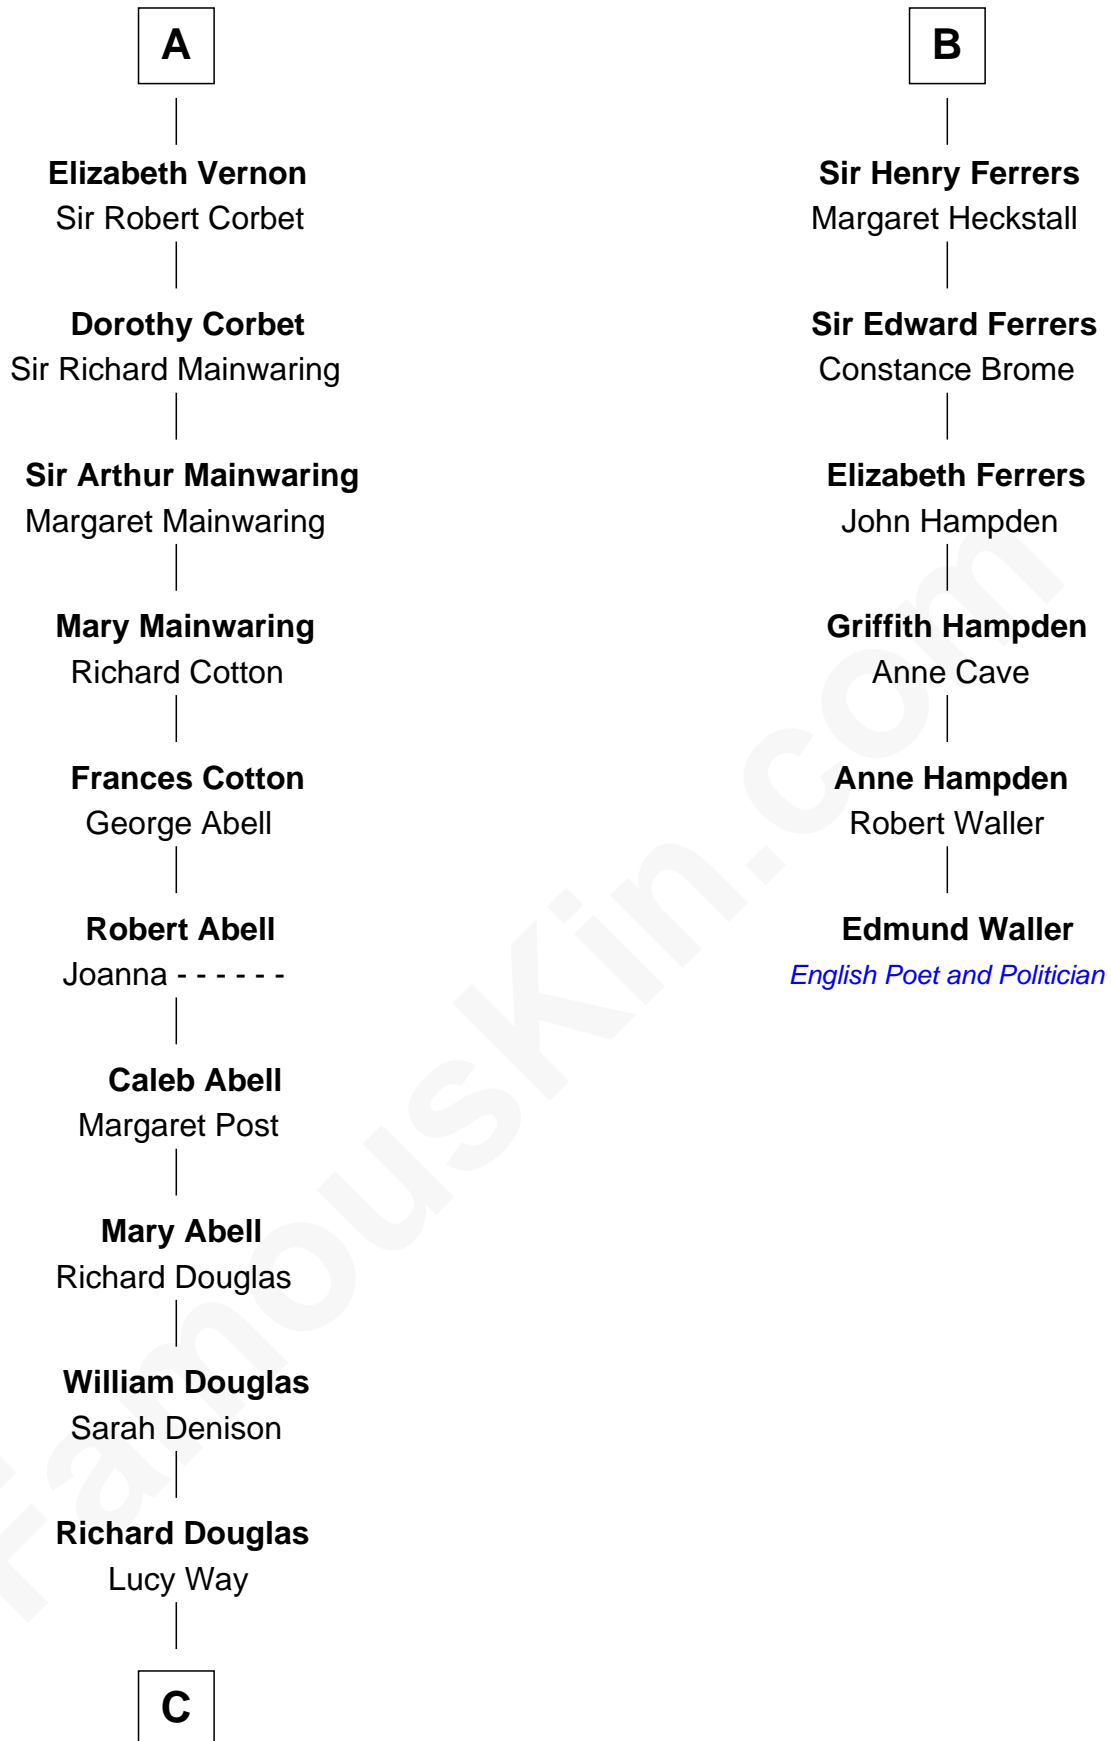 A
Elizabeth Vernon
Sir Robert Corbet
Dorothy Corbet
Sir Richard Mainwaring
Sir Arthur Mainwaring
Margaret Mainwaring
Mary Mainwaring
Richard Cotton
Frances Cotton
George Abell
Robert Abell
Joanna - - - - - -
Caleb Abell
Margaret Post
Mary Abell
Richard Douglas
William Douglas
Sarah Denison
Richard Douglas
Lucy Way
C
B
Sir Henry Ferrers
Margaret Heckstall
Sir Edward Ferrers
Constance Brome
Elizabeth Ferrers
John Hampden
Griffith Hampden
Anne Cave
Anne Hampden
Robert Waller
Edmund Waller
English Poet and Politician
FamousKin.com